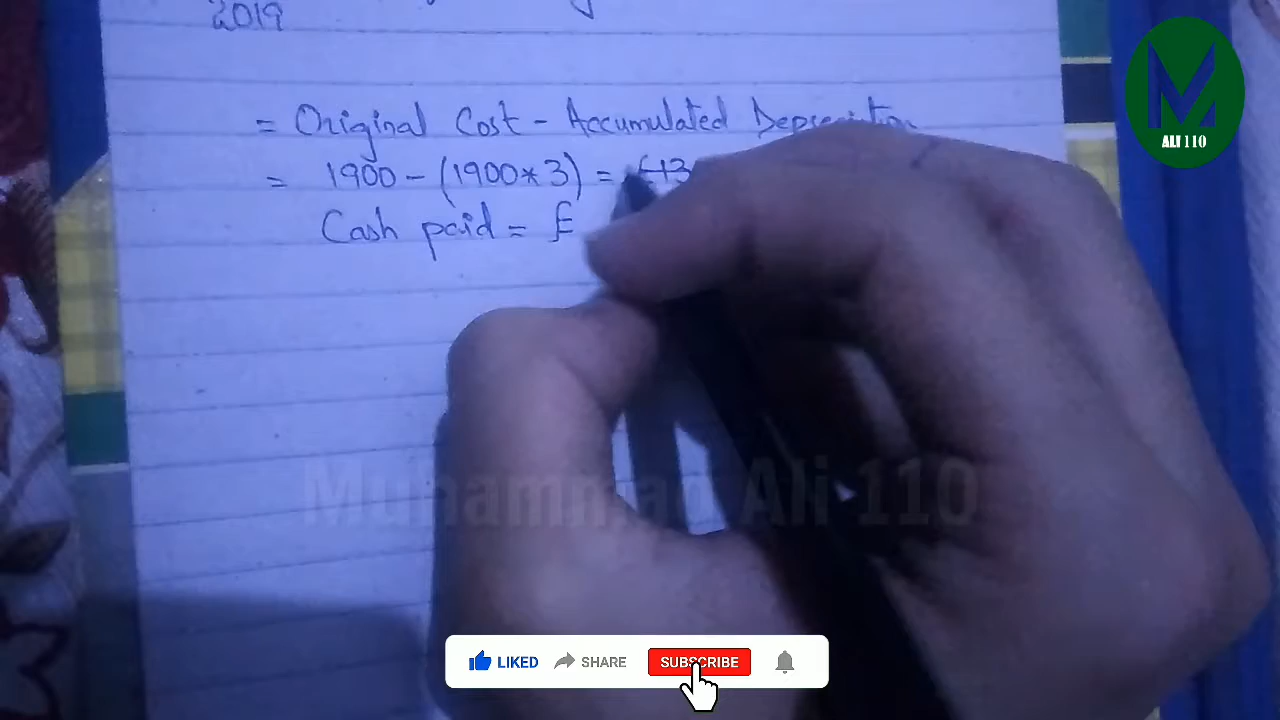 2019
= Original Cost - Accumulated Depreciation
= 1900 - (1900*3) = £13
Cash paid = £
M
ALI 110
Muhammad Ali 110
LIKED SHARE SUBSCRIBE